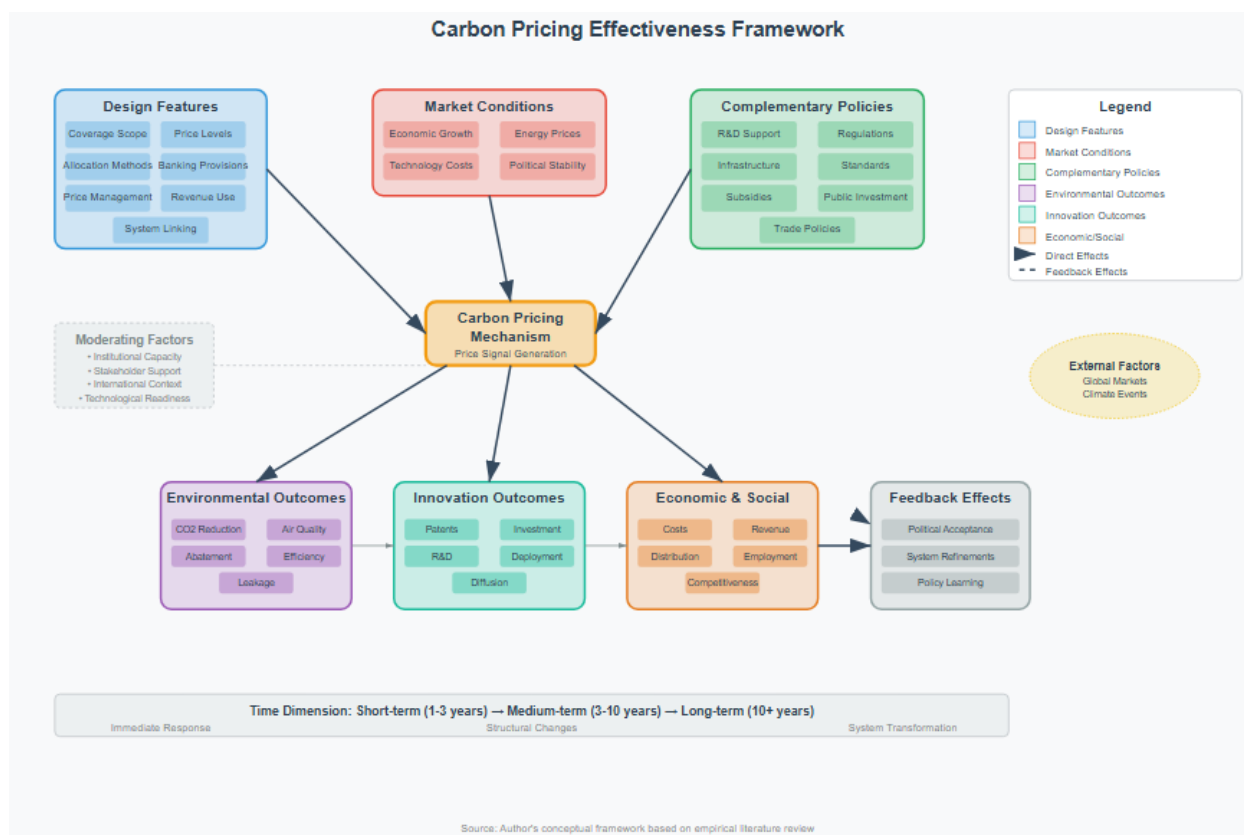 Carbon Pricing Effectiveness Framework
Design Features
Coverage Scope
Price Levels
Allocation Methods
Banking Provisions
Price Management
Revenue Use
System Linking
Market Conditions
Economic Growth
Energy Prices
Technology Costs
Political Stability
Complementary Policies
R&D Support
Regulations
Infrastructure
Standards
Subsidies
Public Investment
Trade Policies
Legend
Design Features
Market Conditions
Complementary Policies
Environmental Outcomes
Innovation Outcomes
Economic/Social
Direct Effects
Feedback Effects
Carbon Pricing
Mechanism
Price Signal Generation
Moderating Factors
• Institutional Capacity
• Stakeholder Support
• International Context
• Technological Readiness
External Factors
Global Markets
Climate Events
Environmental Outcomes
CO2 Reduction
Air Quality
Abatement
Efficiency
Leakage
Innovation Outcomes
Patents
Investment
R&D
Deployment
Diffusion
Economic & Social
Costs
Revenue
Distribution
Employment
Competitiveness
Feedback Effects
Political Acceptance
System Refinements
Policy Learning
Time Dimension: Short-term (1-3 years) → Medium-term (3-10 years) → Long-term (10+ years)
Immediate Response
Structural Changes
System Transformation
Source: Author's conceptual framework based on empirical literature review